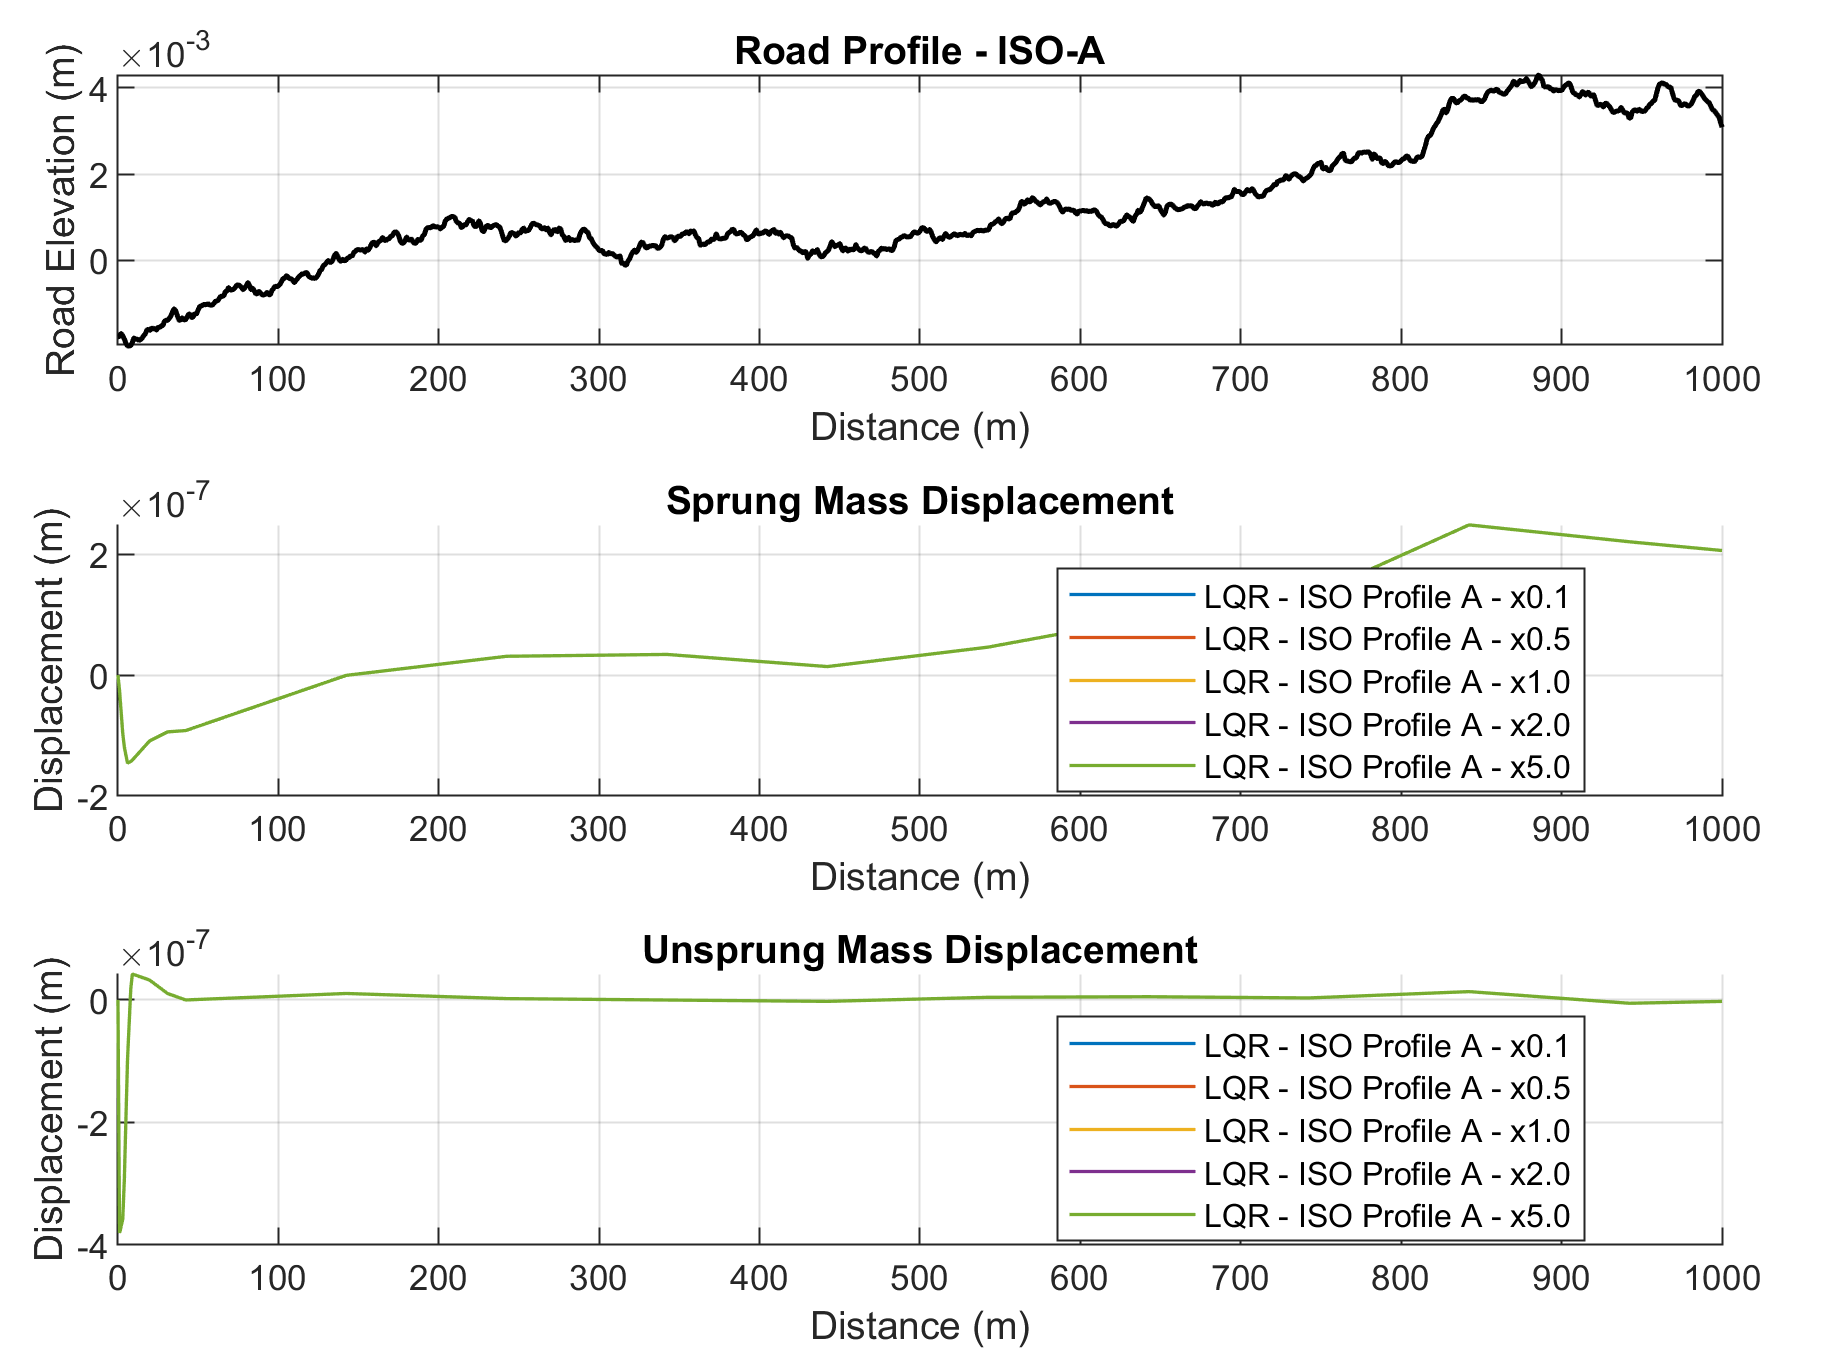 Road Profile - ISO-A
×10⁻³
Road Elevation (m)
4
2
0
0 100 200 300 400 500 600 700 800 900 1000
Distance (m)
Sprung Mass Displacement
×10⁻⁷
Displacement (m)
2
0
-2
LQR - ISO Profile A - x0.1
LQR - ISO Profile A - x0.5
LQR - ISO Profile A - x1.0
LQR - ISO Profile A - x2.0
LQR - ISO Profile A - x5.0
0 100 200 300 400 500 600 700 800 900 1000
Distance (m)
Unsprung Mass Displacement
×10⁻⁷
Displacement (m)
0
-2
-4
LQR - ISO Profile A - x0.1
LQR - ISO Profile A - x0.5
LQR - ISO Profile A - x1.0
LQR - ISO Profile A - x2.0
LQR - ISO Profile A - x5.0
0 100 200 300 400 500 600 700 800 900 1000
Distance (m)